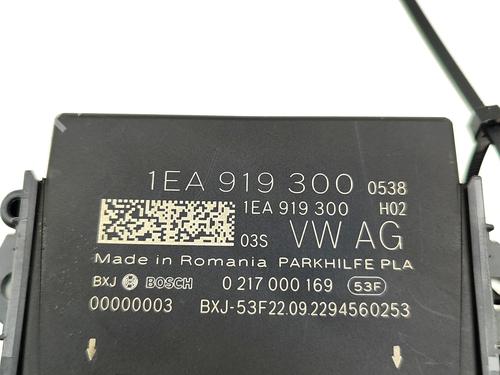 1EA 919 300 0538
1EA 919 300 H02
03S VW AG
Made in Romania PARKHILFE PLA
BXJ BOSCH 0 217 000 169 53F
00000003 BXJ-53F22.09.2294560253